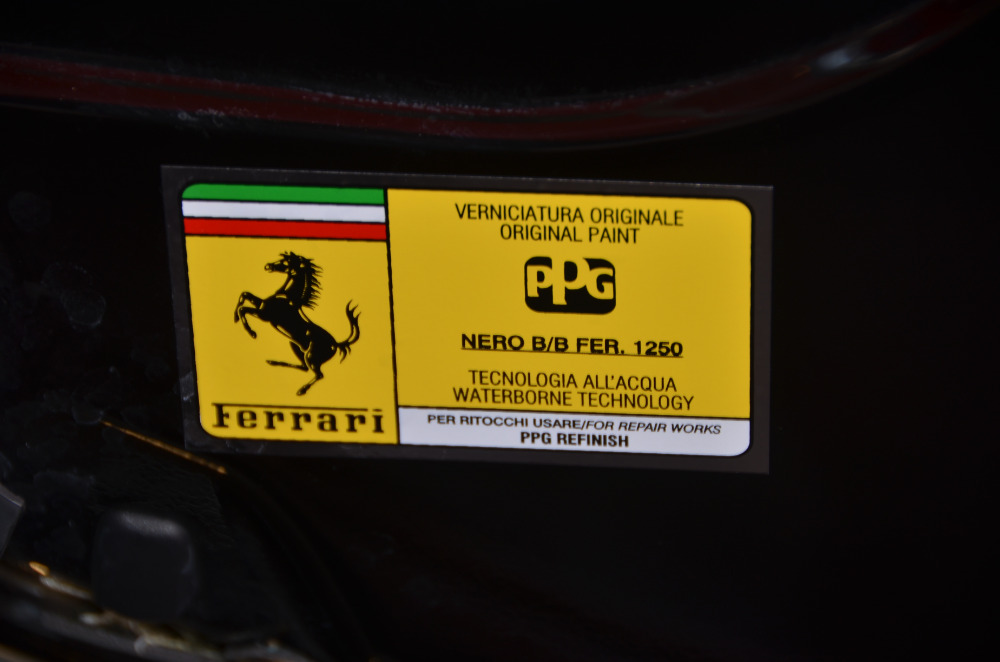 Ferrari
VERNICIATURA ORIGINALE
ORIGINAL PAINT
PPG
NERO B/B FER. 1250
TECNOLOGIA ALL'ACQUA
WATERBORNE TECHNOLOGY
PER RITOCCHI USARE/FOR REPAIR WORKS
PPG REFINISH